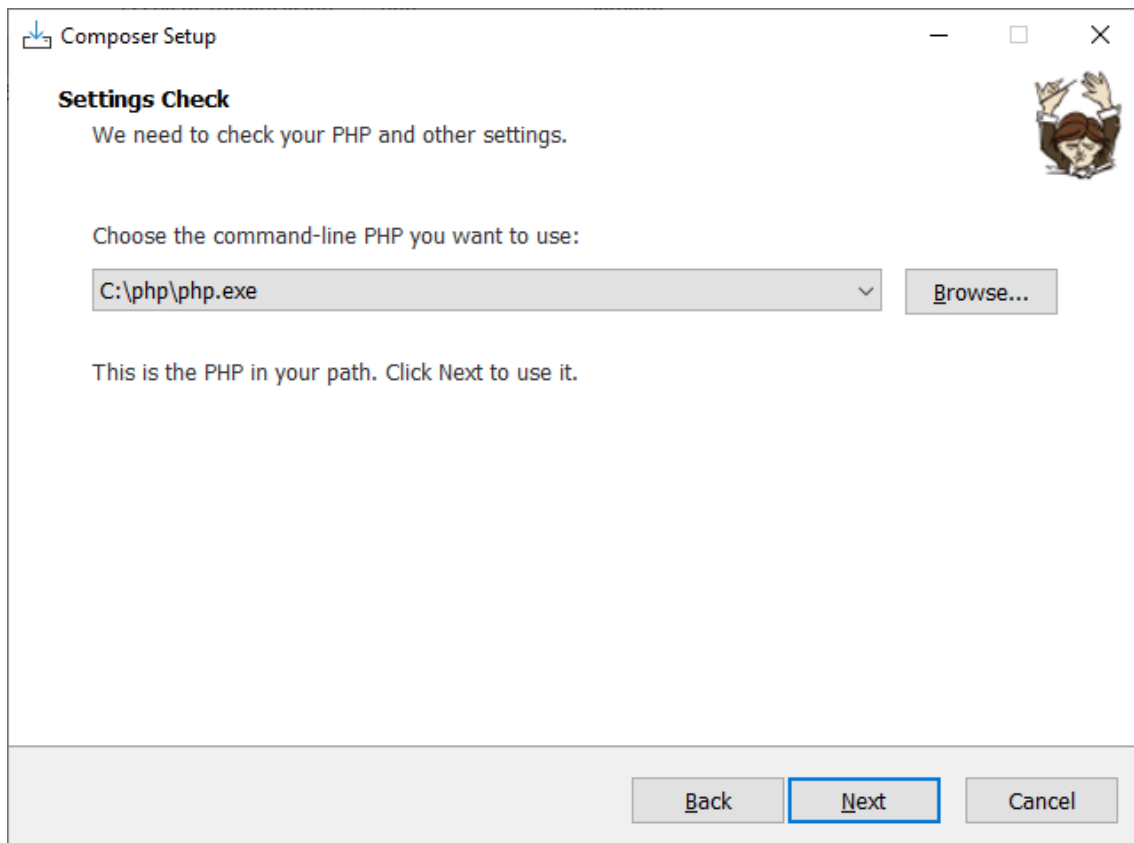 Composer Setup
Settings Check
We need to check your PHP and other settings.
Choose the command-line PHP you want to use:
C:\php\php.exe
Browse...
This is the PHP in your path. Click Next to use it.
Back
Next
Cancel